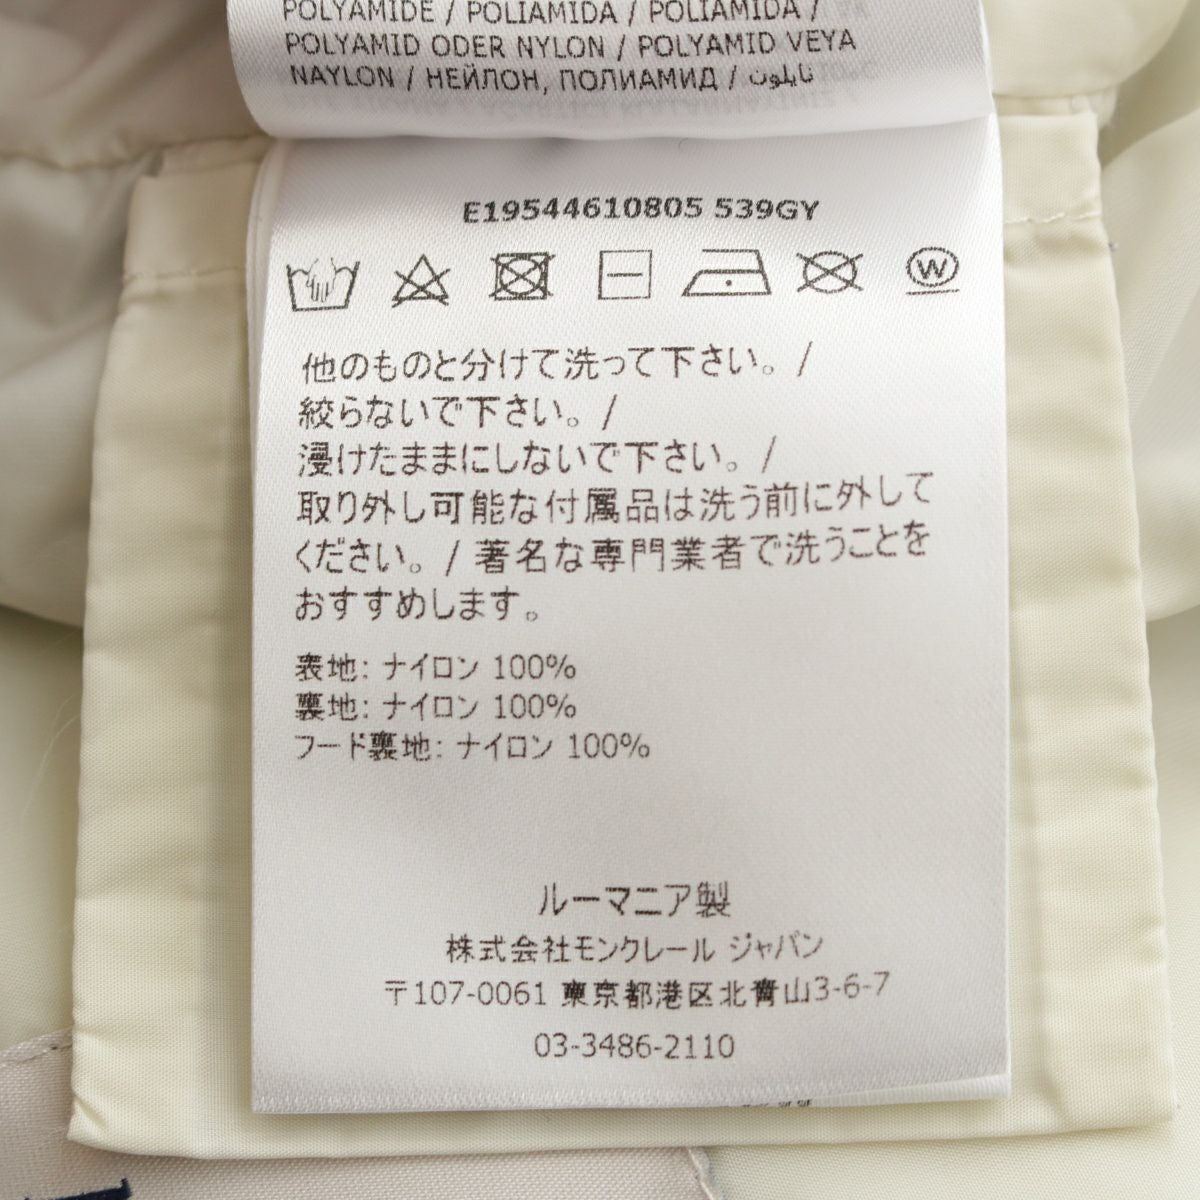 POLYAMIDE / POLIAMIDA / POLIAMIDA /
POLYAMID ODER NYLON / POLYAMID VEYA
NAYLON / НЕЙЛОН, ПОЛИАМИД / نايلون
E19544610805 539GY
W
他のものと分けて洗って下さい。/
絞らないで下さい。/
浸けたままにしないで下さい。/
取り外し可能な付属品は洗う前に外して
ください。/ 著名な専門業者で洗うことを
おすすめします。
表地: ナイロン 100%
裏地: ナイロン 100%
フード裏地: ナイロン 100%
ルーマニア製
株式会社モンクレール ジャパン
〒107-0061 東京都港区北青山3-6-7
03-3486-2110